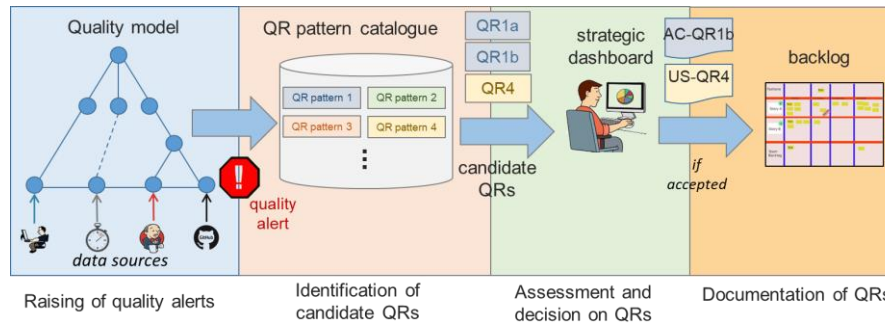 Quality model
QR pattern catalogue
QR1a
QR1b
QR4
strategic
dashboard
AC-QR1b
US-QR4
backlog
QR pattern 1
QR pattern 2
QR pattern 3
QR pattern 4
!!
quality
alert
candidate
QRs
if
accepted
data sources
Raising of quality alerts
Identification of
candidate QRs
Assessment and
decision on QRs
Documentation of QRs